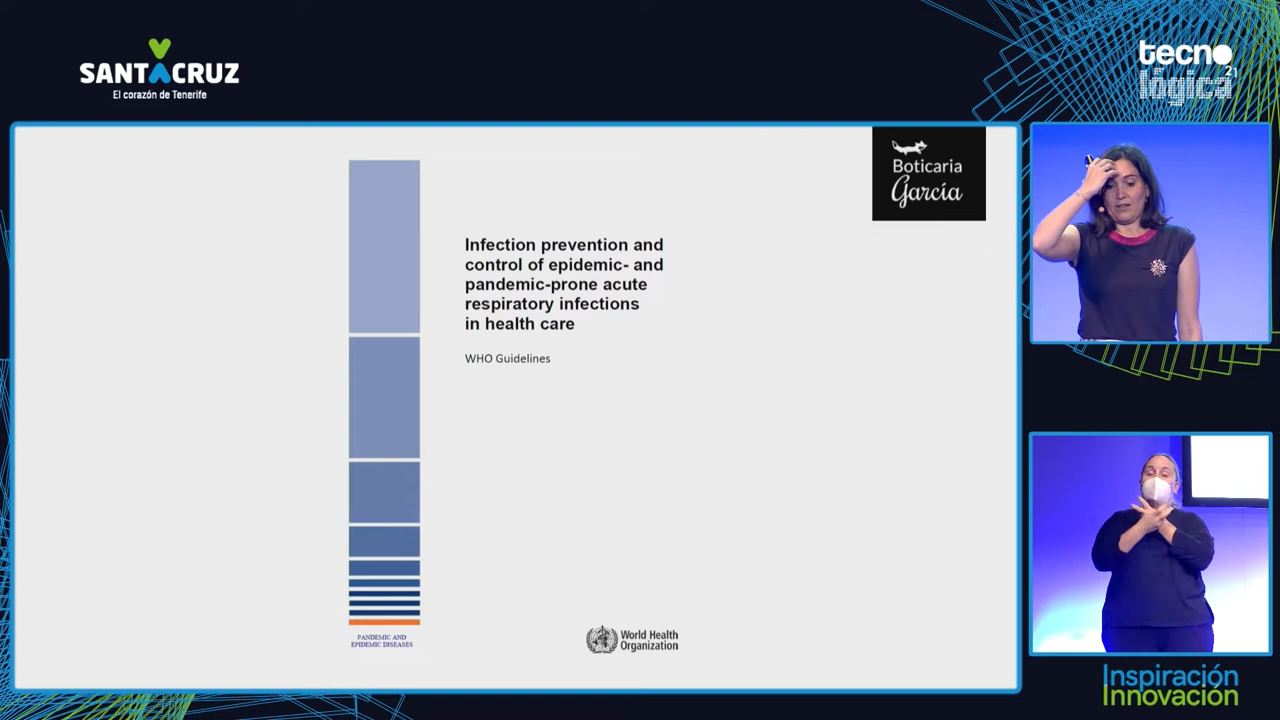 SANTACRUZ
El corazón de Tenerife
tecno
lógica
21
Boticaria
García
Infection prevention and
control of epidemic- and
pandemic-prone acute
respiratory infections
in health care
WHO Guidelines
PANDEMIC AND
EPIDEMIC DISEASES
World Health
Organization
Inspiración
Innovación